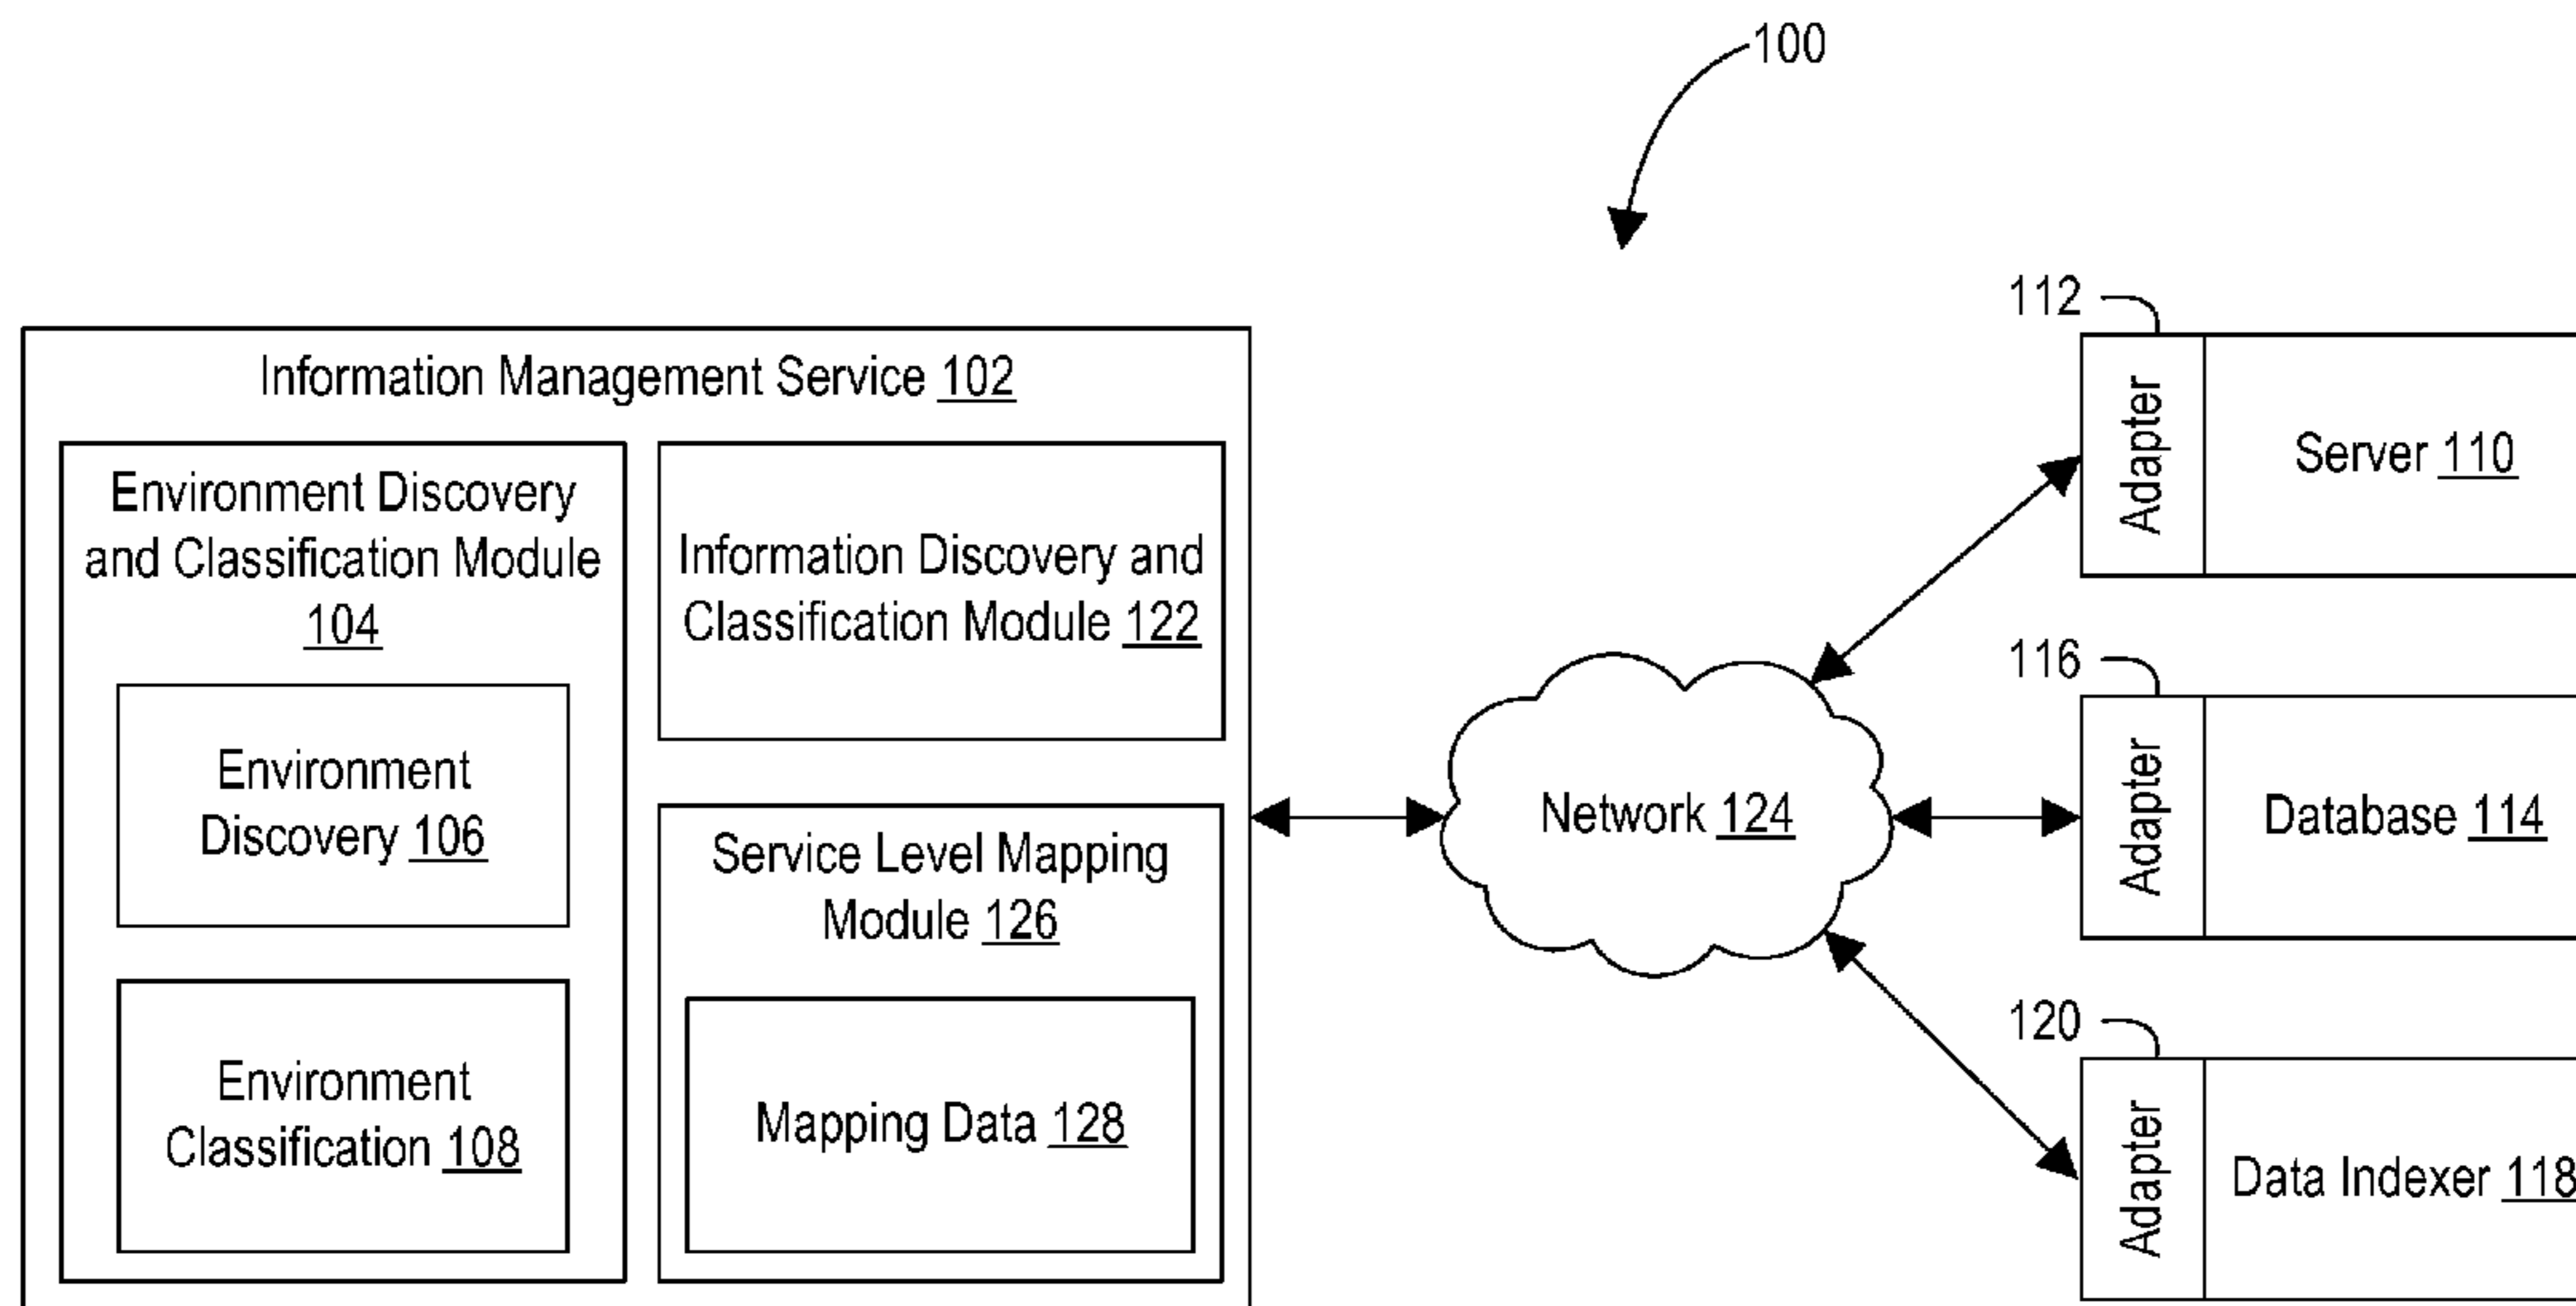 100
Information Management Service 102
Environment Discovery
and Classification Module
104
Environment
Discovery 106
Environment
Classification 108
Information Discovery and
Classification Module 122
Service Level Mapping
Module 126
Mapping Data 128
Network 124
112
Adapter
Server 110
116
Adapter
Database 114
120
Adapter
Data Indexer 118